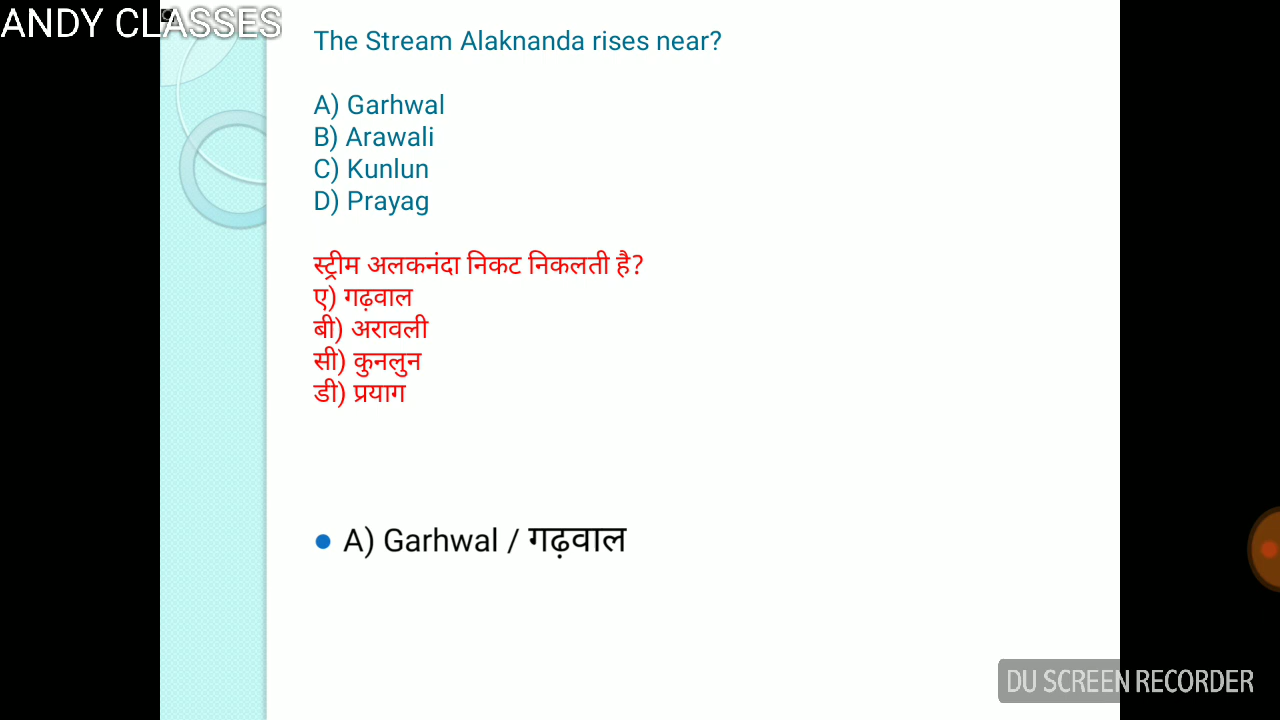 ANDY CLASSES
The Stream Alaknanda rises near?
A) Garhwal
B) Arawali
C) Kunlun
D) Prayag
स्ट्रीम अलकनंदा निकट निकलती है?
ए) गढ़वाल
बी) अरावली
सी) कुनलुन
डी) प्रयाग
A) Garhwal / गढ़वाल
DU SCREEN RECORDER